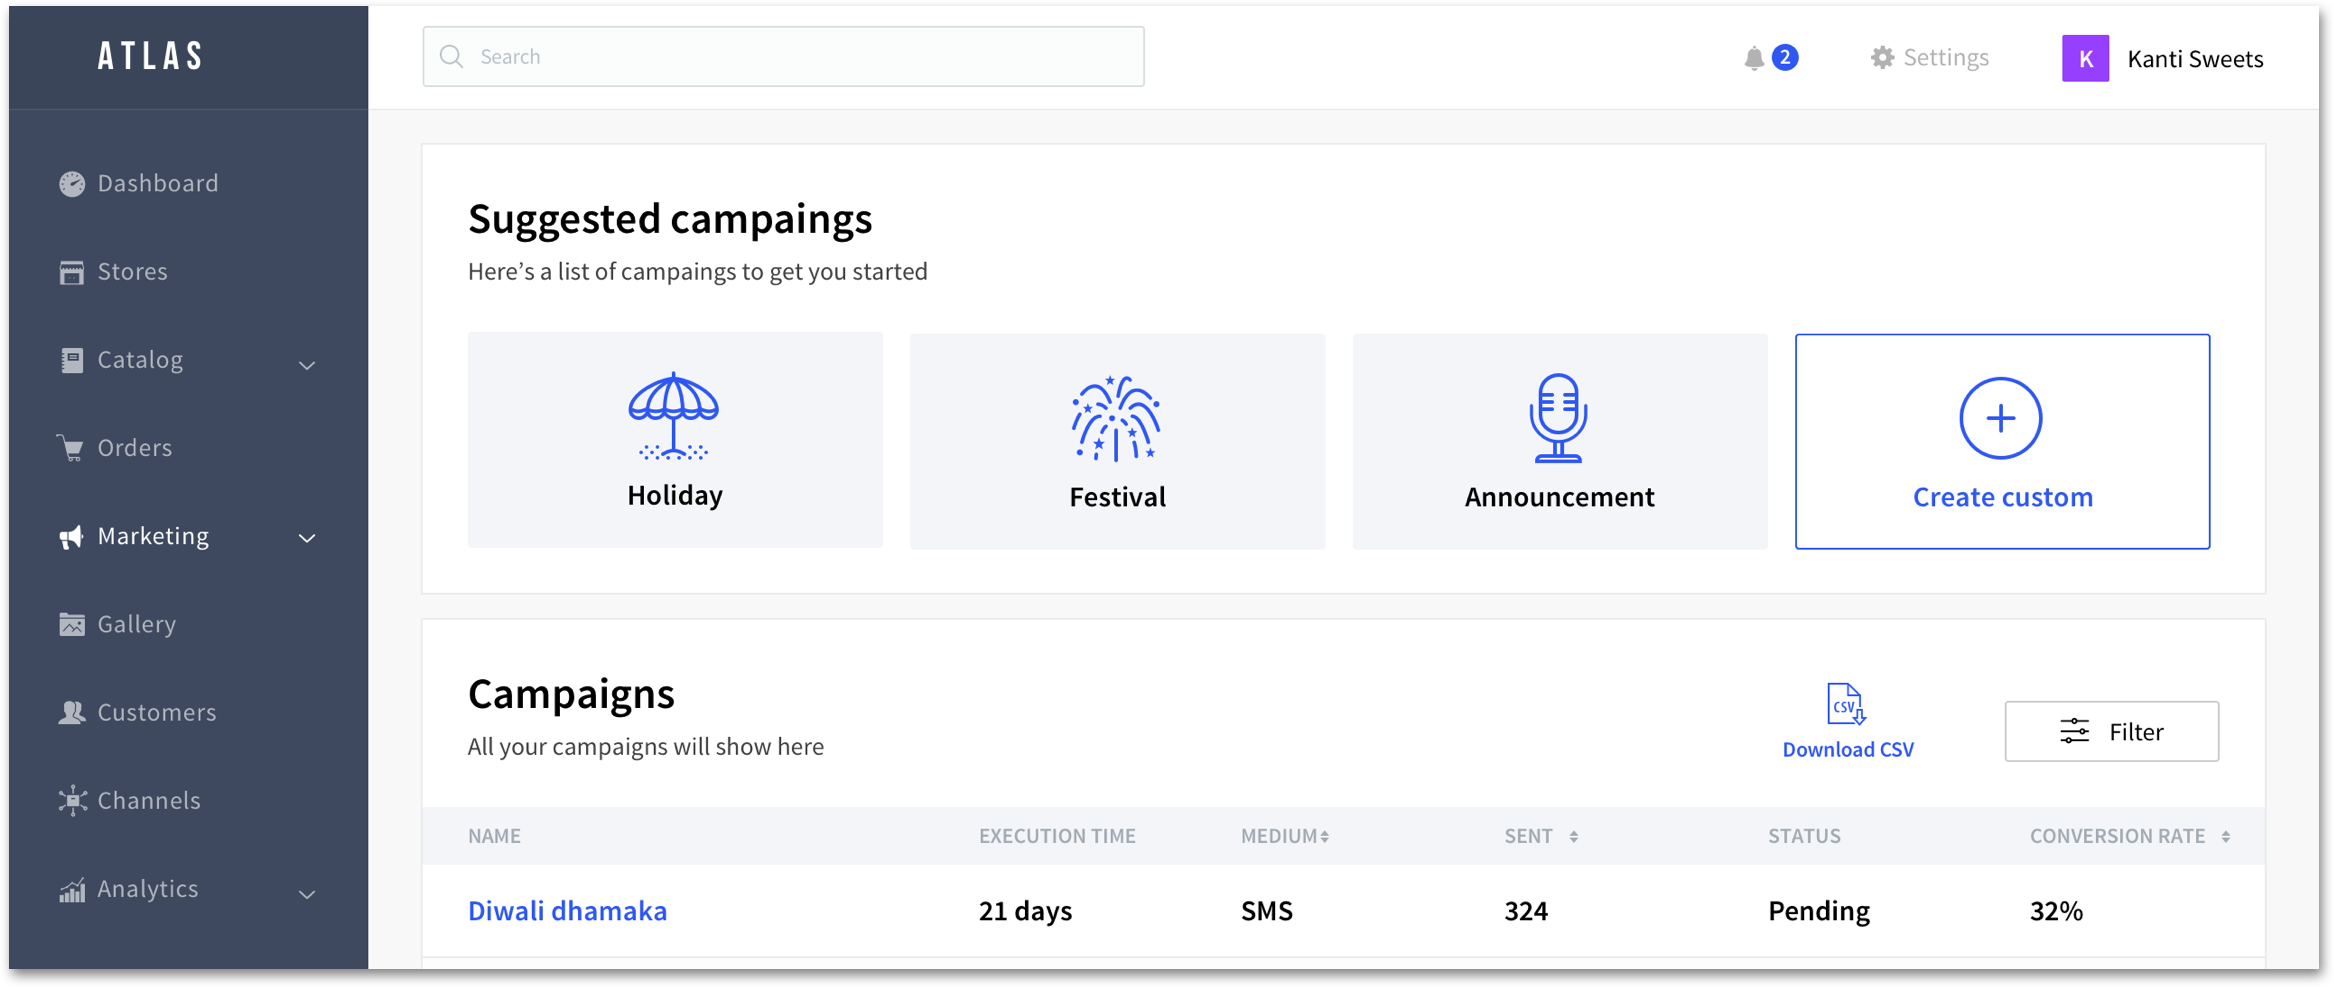 ATLAS
Search
2
Settings
K
Kanti Sweets
Dashboard
Stores
Catalog
Orders
Marketing
Gallery
Customers
Channels
Analytics
Suggested campaings
Here’s a list of campaings to get you started
Holiday
Festival
Announcement
Create custom
Campaigns
All your campaigns will show here
CSV
Download CSV
Filter
NAME EXECUTION TIME MEDIUM SENT STATUS CONVERSION RATE
Diwali dhamaka 21 days SMS 324 Pending 32%